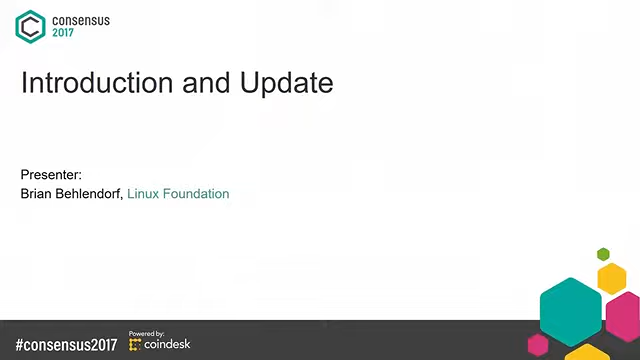 consensus
2017
Introduction and Update
Presenter:
Brian Behlendorf, Linux Foundation
#consensus2017
Powered by:
coindesk